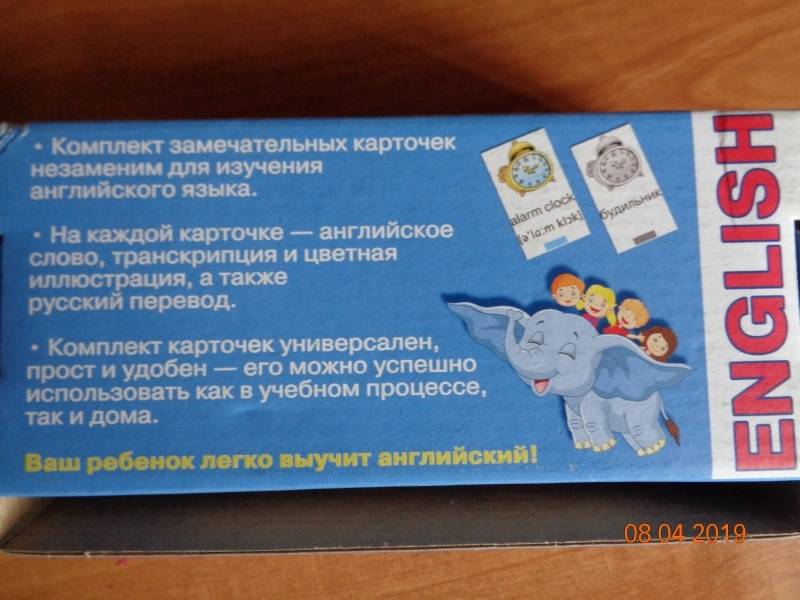 • Комплект замечательных карточек
незаменим для изучения
английского языка.
• На каждой карточке — английское
слово, транскрипция и цветная
иллюстрация, а также
русский перевод.
• Комплект карточек универсален,
прост и удобен — его можно успешно
использовать как в учебном процессе,
так и дома.
Ваш ребенок легко выучит английский!
alarm clock
[ə'lɑ:m klɔk]
будильник
ENGLISH
08 04 2019